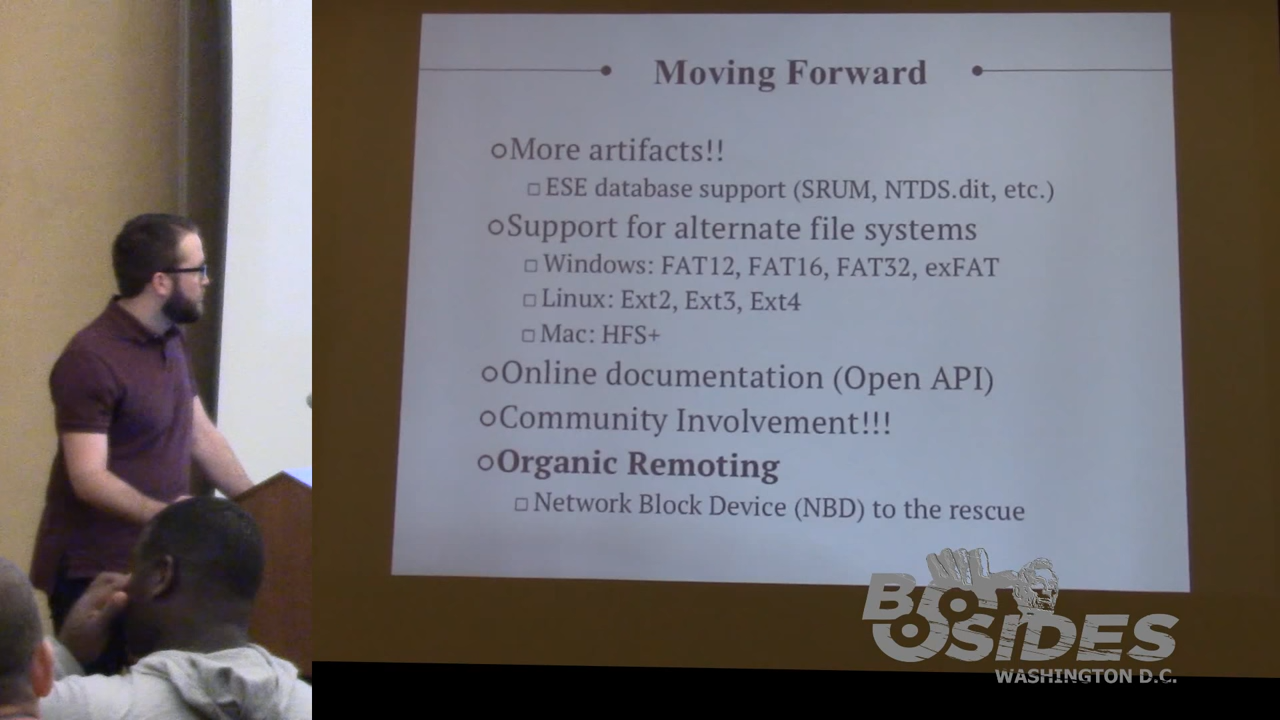 Moving Forward
More artifacts!!
ESE database support (SRUM, NTDS.dit, etc.)
Support for alternate file systems
Windows: FAT12, FAT16, FAT32, exFAT
Linux: Ext2, Ext3, Ext4
Mac: HFS+
Online documentation (Open API)
Community Involvement!!!
Organic Remoting
Network Block Device (NBD) to the rescue
BSIDES
WASHINGTON D.C.